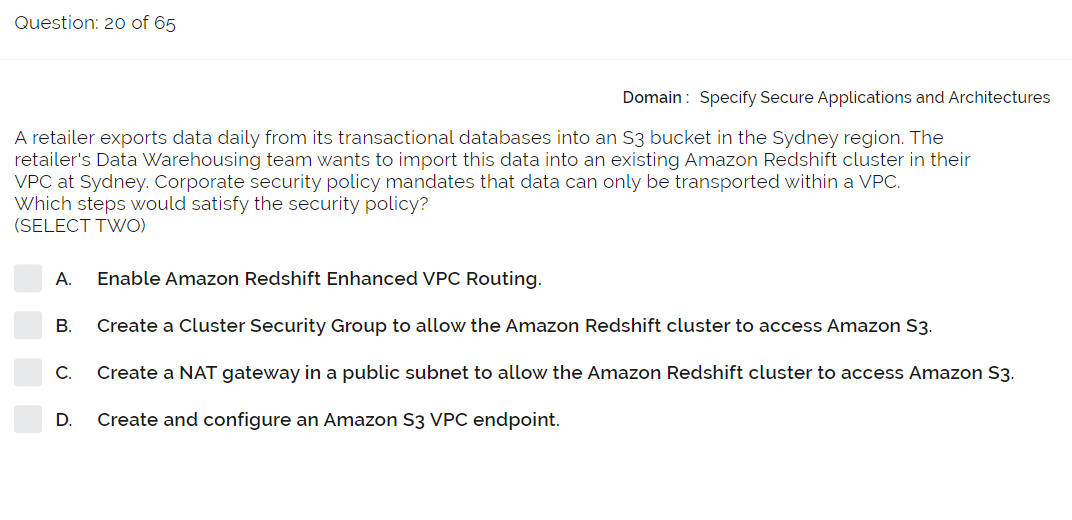 Question: 20 of 65
Domain : Specify Secure Applications and Architectures
A retailer exports data daily from its transactional databases into an S3 bucket in the Sydney region. The
retailer's Data Warehousing team wants to import this data into an existing Amazon Redshift cluster in their
VPC at Sydney. Corporate security policy mandates that data can only be transported within a VPC.
Which steps would satisfy the security policy?
(SELECT TWO)
A. Enable Amazon Redshift Enhanced VPC Routing.
B. Create a Cluster Security Group to allow the Amazon Redshift cluster to access Amazon S3.
C. Create a NAT gateway in a public subnet to allow the Amazon Redshift cluster to access Amazon S3.
D. Create and configure an Amazon S3 VPC endpoint.